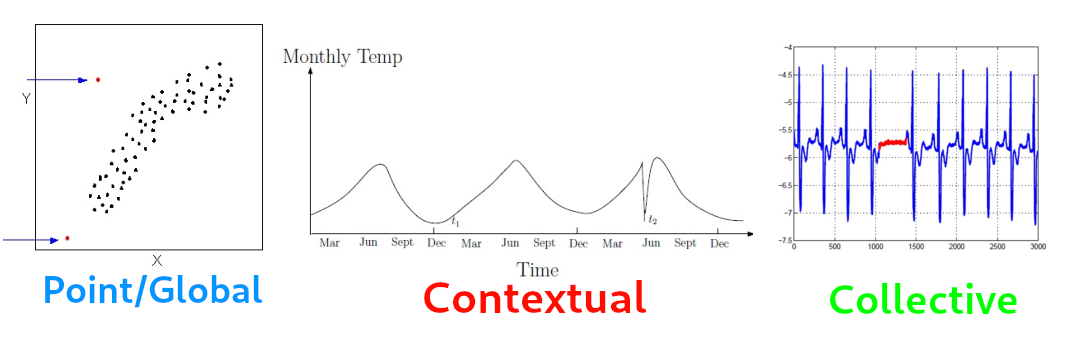 Y
X
Point/Global
Monthly Temp
t1
t2
Mar Jun Sept Dec Mar Jun Sept Dec Mar Jun Sept Dec
Time
Contextual
-4
-4.5
-5
-5.5
-6
-6.5
-7
-7.5
0 500 1000 1500 2000 2500 3000
Collective